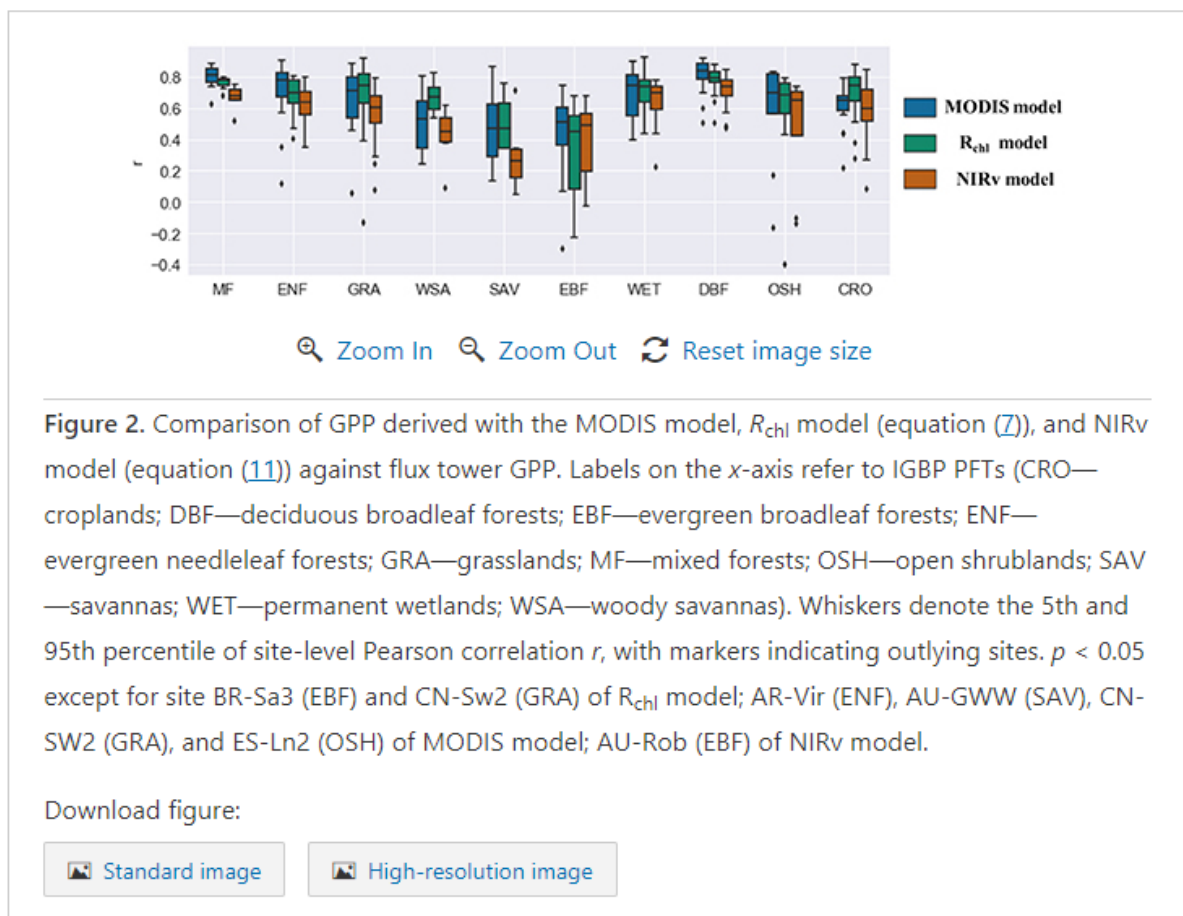 0.8
0.6
0.4
0.2
0.0
−0.2
−0.4
r
MF ENF GRA WSA SAV EBF WET DBF OSH CRO
MODIS model
Rchl model
NIRv model
Zoom In Zoom Out Reset image size
Figure 2. Comparison of GPP derived with the MODIS model, Rchl model (equation (7)), and NIRv
model (equation (11)) against flux tower GPP. Labels on the x-axis refer to IGBP PFTs (CRO—
croplands; DBF—deciduous broadleaf forests; EBF—evergreen broadleaf forests; ENF—
evergreen needleleaf forests; GRA—grasslands; MF—mixed forests; OSH—open shrublands; SAV
—savannas; WET—permanent wetlands; WSA—woody savannas). Whiskers denote the 5th and
95th percentile of site-level Pearson correlation r, with markers indicating outlying sites. p < 0.05
except for site BR-Sa3 (EBF) and CN-Sw2 (GRA) of Rchl model; AR-Vir (ENF), AU-GWW (SAV), CN-
SW2 (GRA), and ES-Ln2 (OSH) of MODIS model; AU-Rob (EBF) of NIRv model.
Download figure:
Standard image High-resolution image